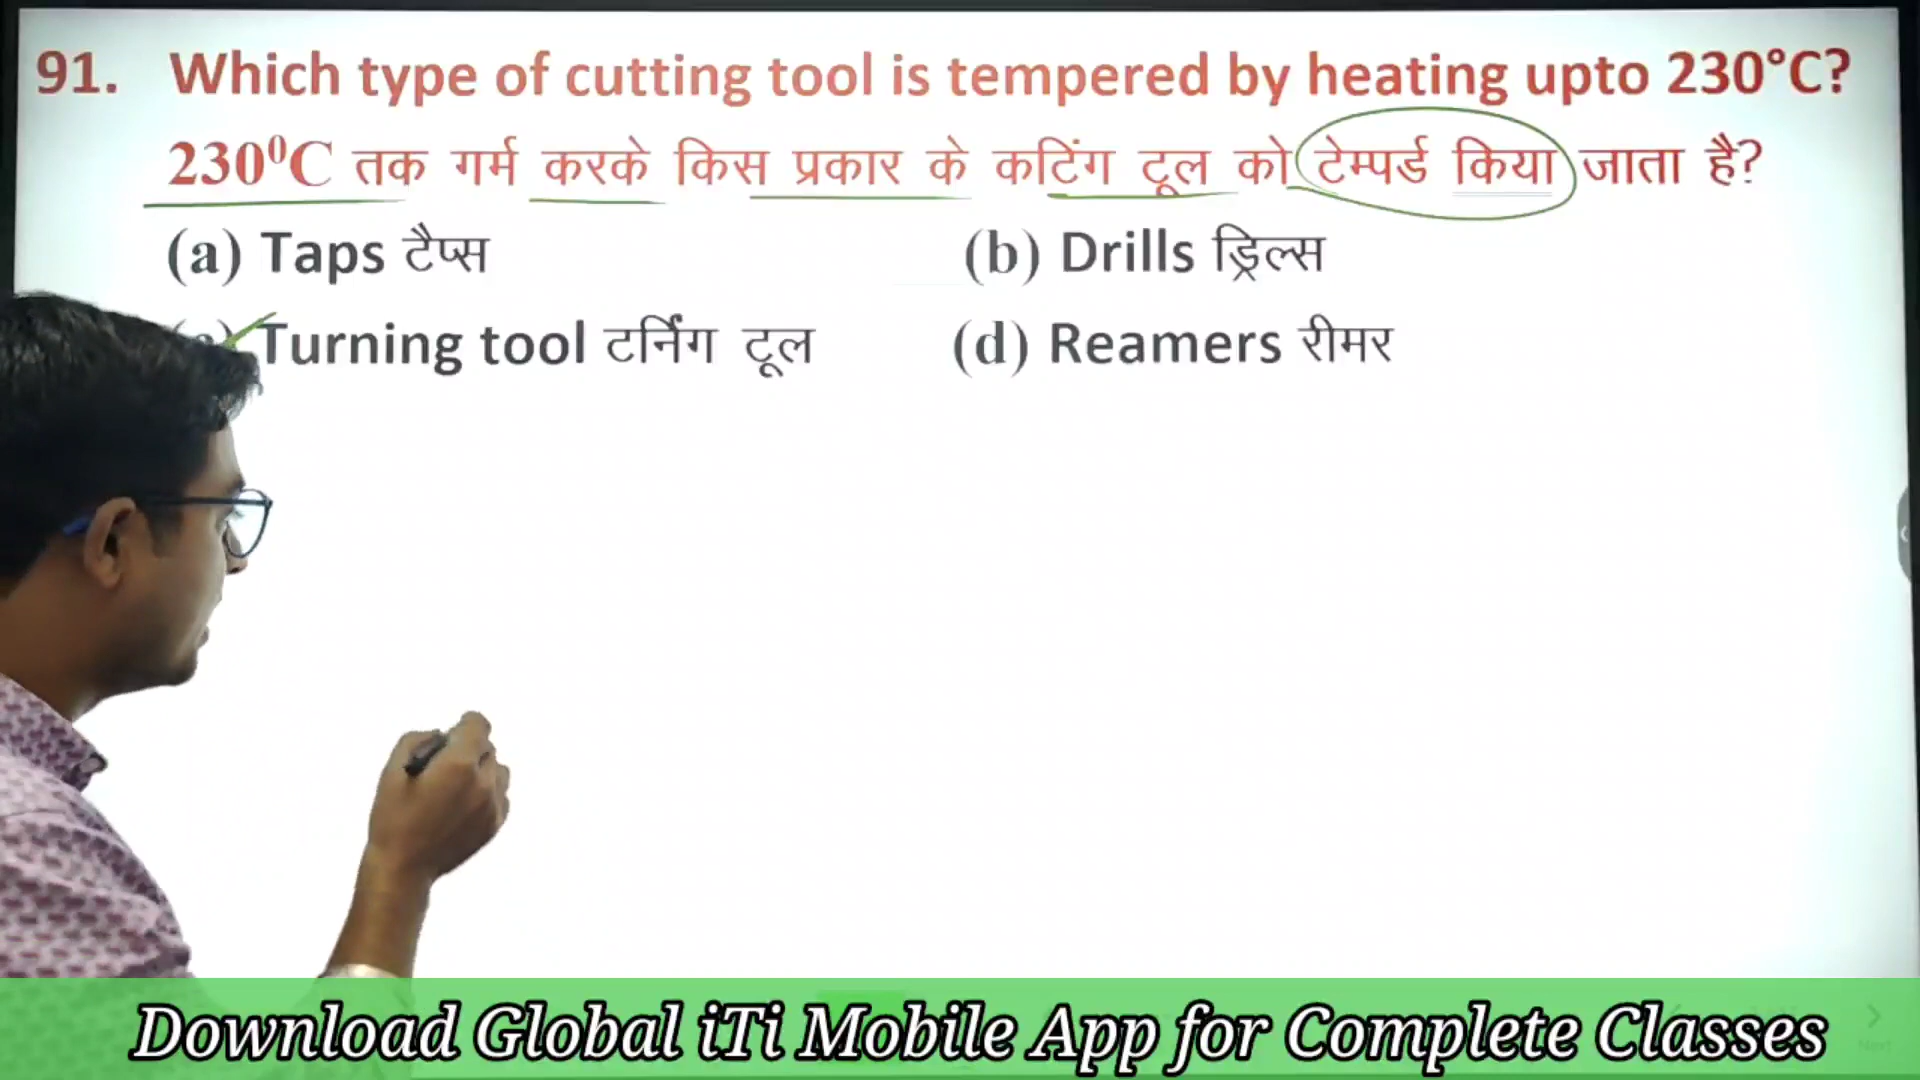 91. Which type of cutting tool is tempered by heating upto 230°C?
230⁰C तक गर्म करके किस प्रकार के कटिंग टूल को टेम्पर्ड किया जाता है?
(a) Taps टैप्स (b) Drills ड्रिल्स
Turning tool टर्निंग टूल (d) Reamers रीमर
Download Global iTi Mobile App for Complete Classes